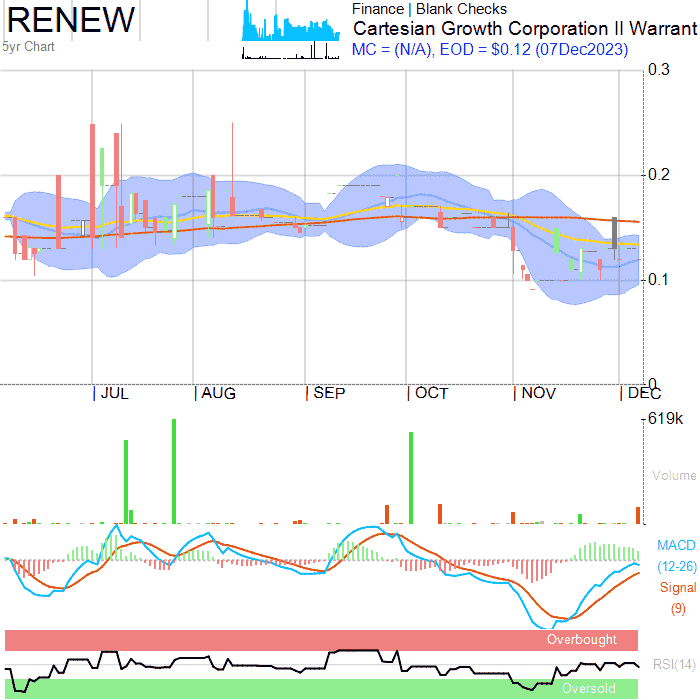 RENEW
5yr Chart
Finance | Blank Checks
Cartesian Growth Corporation II Warrant
MC = (N/A), EOD = $0.12 (07Dec2023)
0.3
0.2
0.1
0
JUL AUG SEP OCT NOV DEC
619k
Volume
MACD
(12-26)
Signal
(9)
Overbought
RSI(14)
Oversold